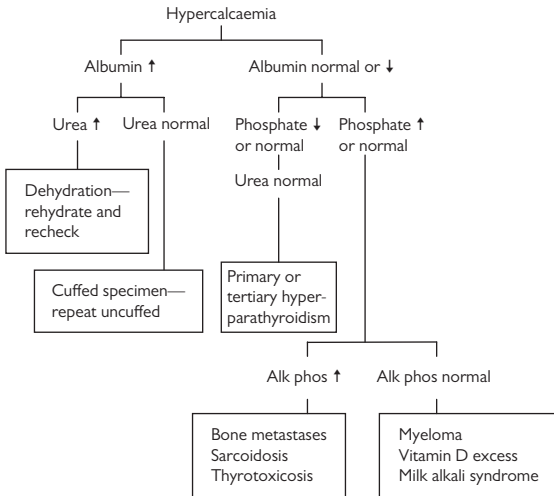 Hypercalcaemia
Albumin ↑
Albumin normal or ↓
Urea ↑
Urea normal
Phosphate ↓
or normal
Urea normal
Phosphate ↑
or normal
Dehydration—
rehydrate and
recheck
Cuffed specimen—
repeat uncuffed
Primary or
tertiary hyper-
parathyroidism
Alk phos ↑
Alk phos normal
Bone metastases
Sarcoidosis
Thyrotoxicosis
Myeloma
Vitamin D excess
Milk alkali syndrome